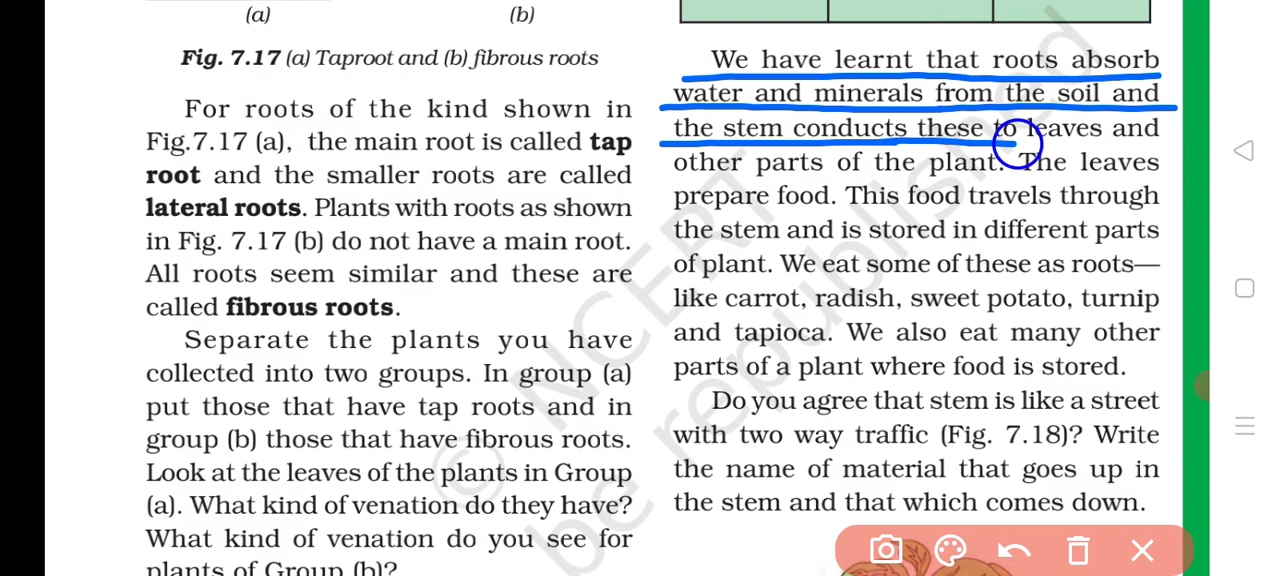 (a)
(b)
Fig. 7.17 (a) Taproot and (b) fibrous roots
For roots of the kind shown in
Fig.7.17 (a), the main root is called tap
root and the smaller roots are called
lateral roots. Plants with roots as shown
in Fig. 7.17 (b) do not have a main root.
All roots seem similar and these are
called fibrous roots.
Separate the plants you have
collected into two groups. In group (a)
put those that have tap roots and in
group (b) those that have fibrous roots.
Look at the leaves of the plants in Group
(a). What kind of venation do they have?
What kind of venation do you see for
plants of Group (b)?
We have learnt that roots absorb
water and minerals from the soil and
the stem conducts these to leaves and
other parts of the plant. The leaves
prepare food. This food travels through
the stem and is stored in different parts
of plant. We eat some of these as roots—
like carrot, radish, sweet potato, turnip
and tapioca. We also eat many other
parts of a plant where food is stored.
Do you agree that stem is like a street
with two way traffic (Fig. 7.18)? Write
the name of material that goes up in
the stem and that which comes down.
© NCERT
be republished